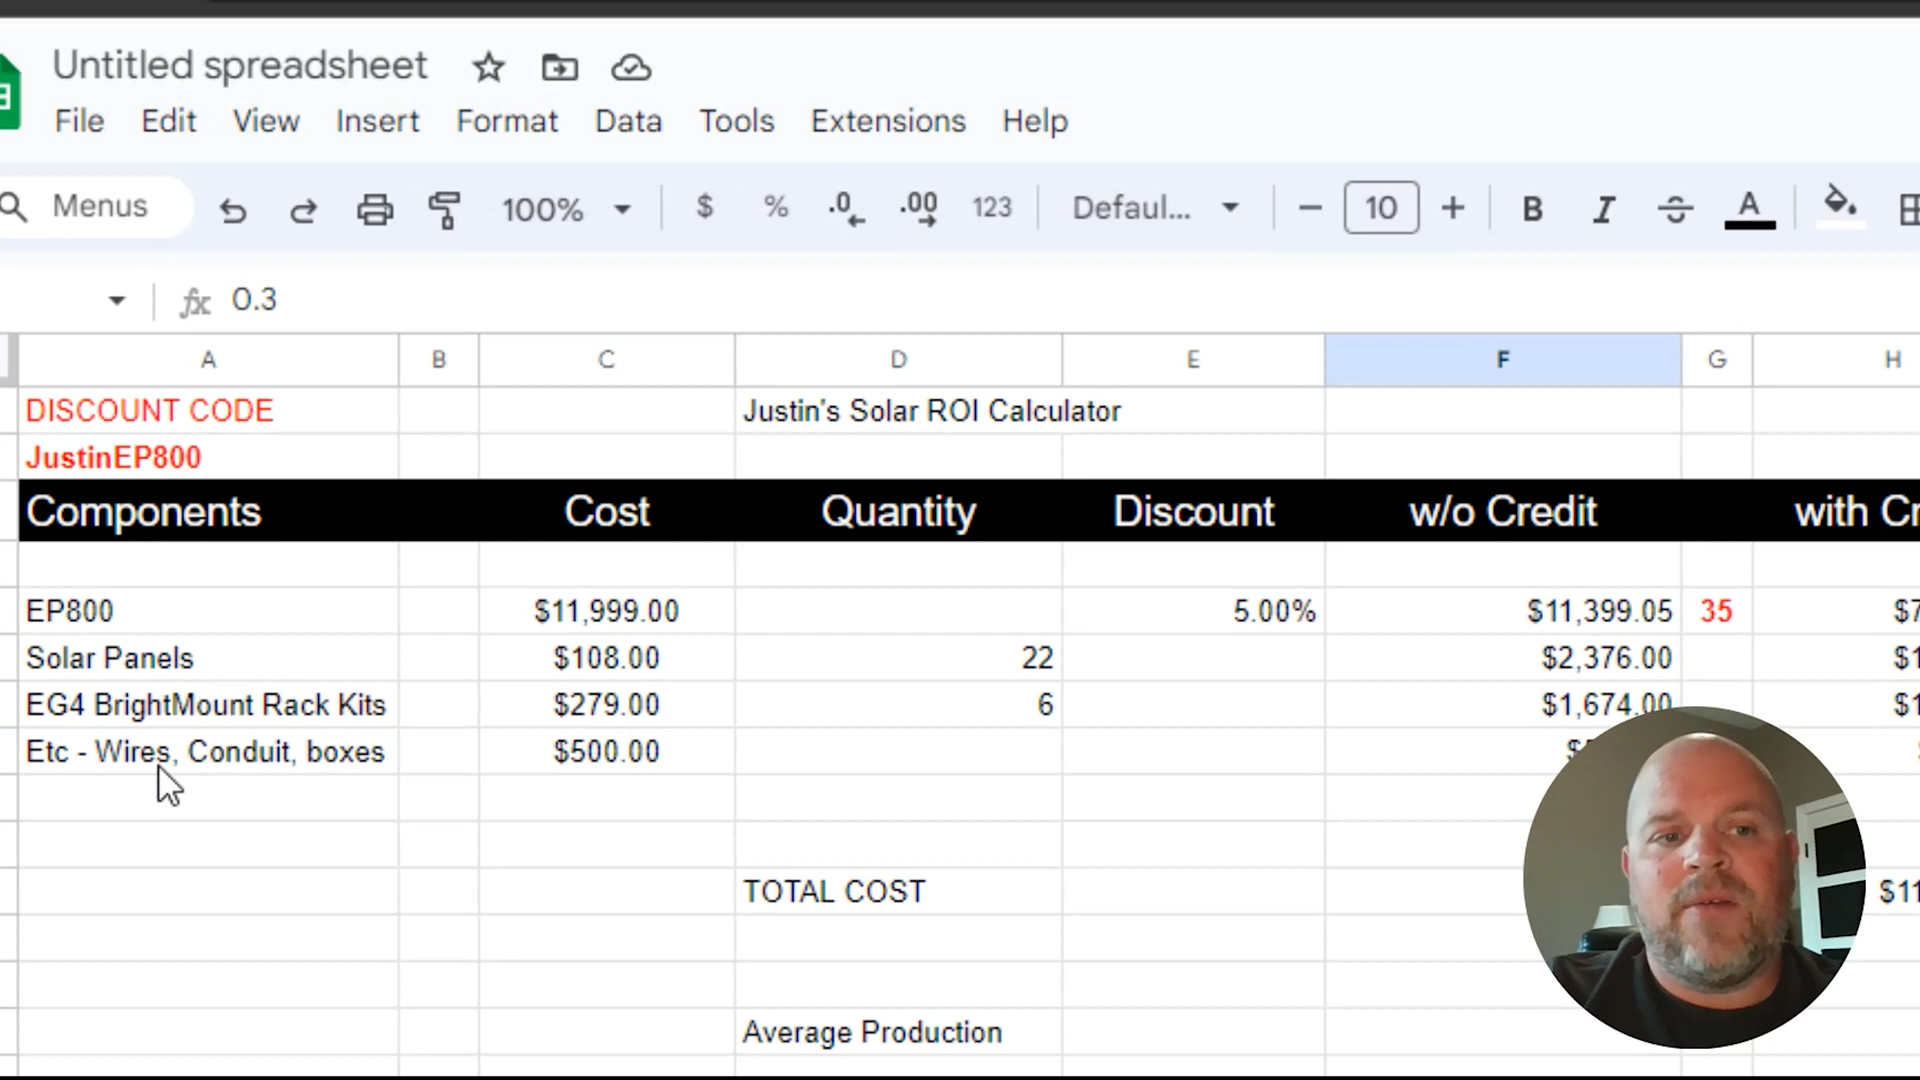 Untitled spreadsheet
File Edit View Insert Format Data Tools Extensions Help
Menus 100% $ % .0 .00 123 Defaul... 10 B I S A
fx 0.3
A B C D E F G H
DISCOUNT CODE Justin's Solar ROI Calculator
JustinEP800
Components Cost Quantity Discount w/o Credit with Cr
EP800 $11,999.00 5.00% $11,399.05 35 $7
Solar Panels $108.00 22 $2,376.00 $1
EG4 BrightMount Rack Kits $279.00 6 $1,674.00 $1
Etc - Wires, Conduit, boxes $500.00
TOTAL COST $11
Average Production